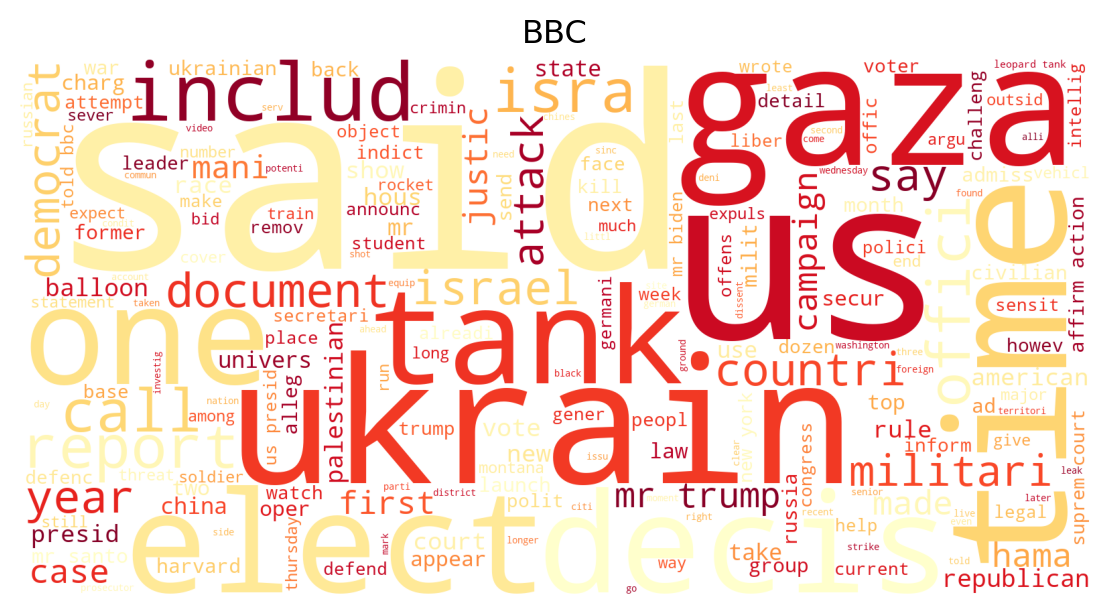 BBC
war
ukrainian
back
state
wrote
voter
leopard tank
democrat
charg
attempt
sever
includ
crimin
isra
gaza
detail
challeng
outsid
intellig
russian
told bbc
said
serv
video
object
indict
justic
attack
chines
least
last
liber
second
come
offic
argu
alli
leader
number
mani
potenti
commun
race
make
show
hous
rocket
face
kill
need
sinc
deni
wednesday
say
admiss
vehicl
found
expect
former
bid
train
remov
announc
mr
student
send
next
much
mr biden
expuls
us
month
polici
end
offici
time
affirm action
cover
shot
littl
offens
milit
campaign
civilian
balloon
account
document
equip
israel
germani
week
dissent
secur
sensit
statement
taken
secretari
ahead
alreadi
tank
one
place
long
ground
use
dozen
washington
three
howev
investig
univers
palestinian
run
black
countri
foreign
american
base
us presid
alleg
ukrain
top
major
ad
territori
call
among
trump
vote
gener
peopl
new york
rule
give
day
nation
report
new
issu
law
clear
congress
inform
court
suprem
defenc
threat
soldier
montana
militari
leak
year
two
watch
parti
launch
mr trump
senior
later
china
oper
first
district
polit
citi
made
recent
live
legal
still
side
elect
court
right
decis
russia
help
even
presid
mr santo
thursday
mark
appear
longer
take
strike
told
hama
case
harvard
defend
go
way
group
current
republican